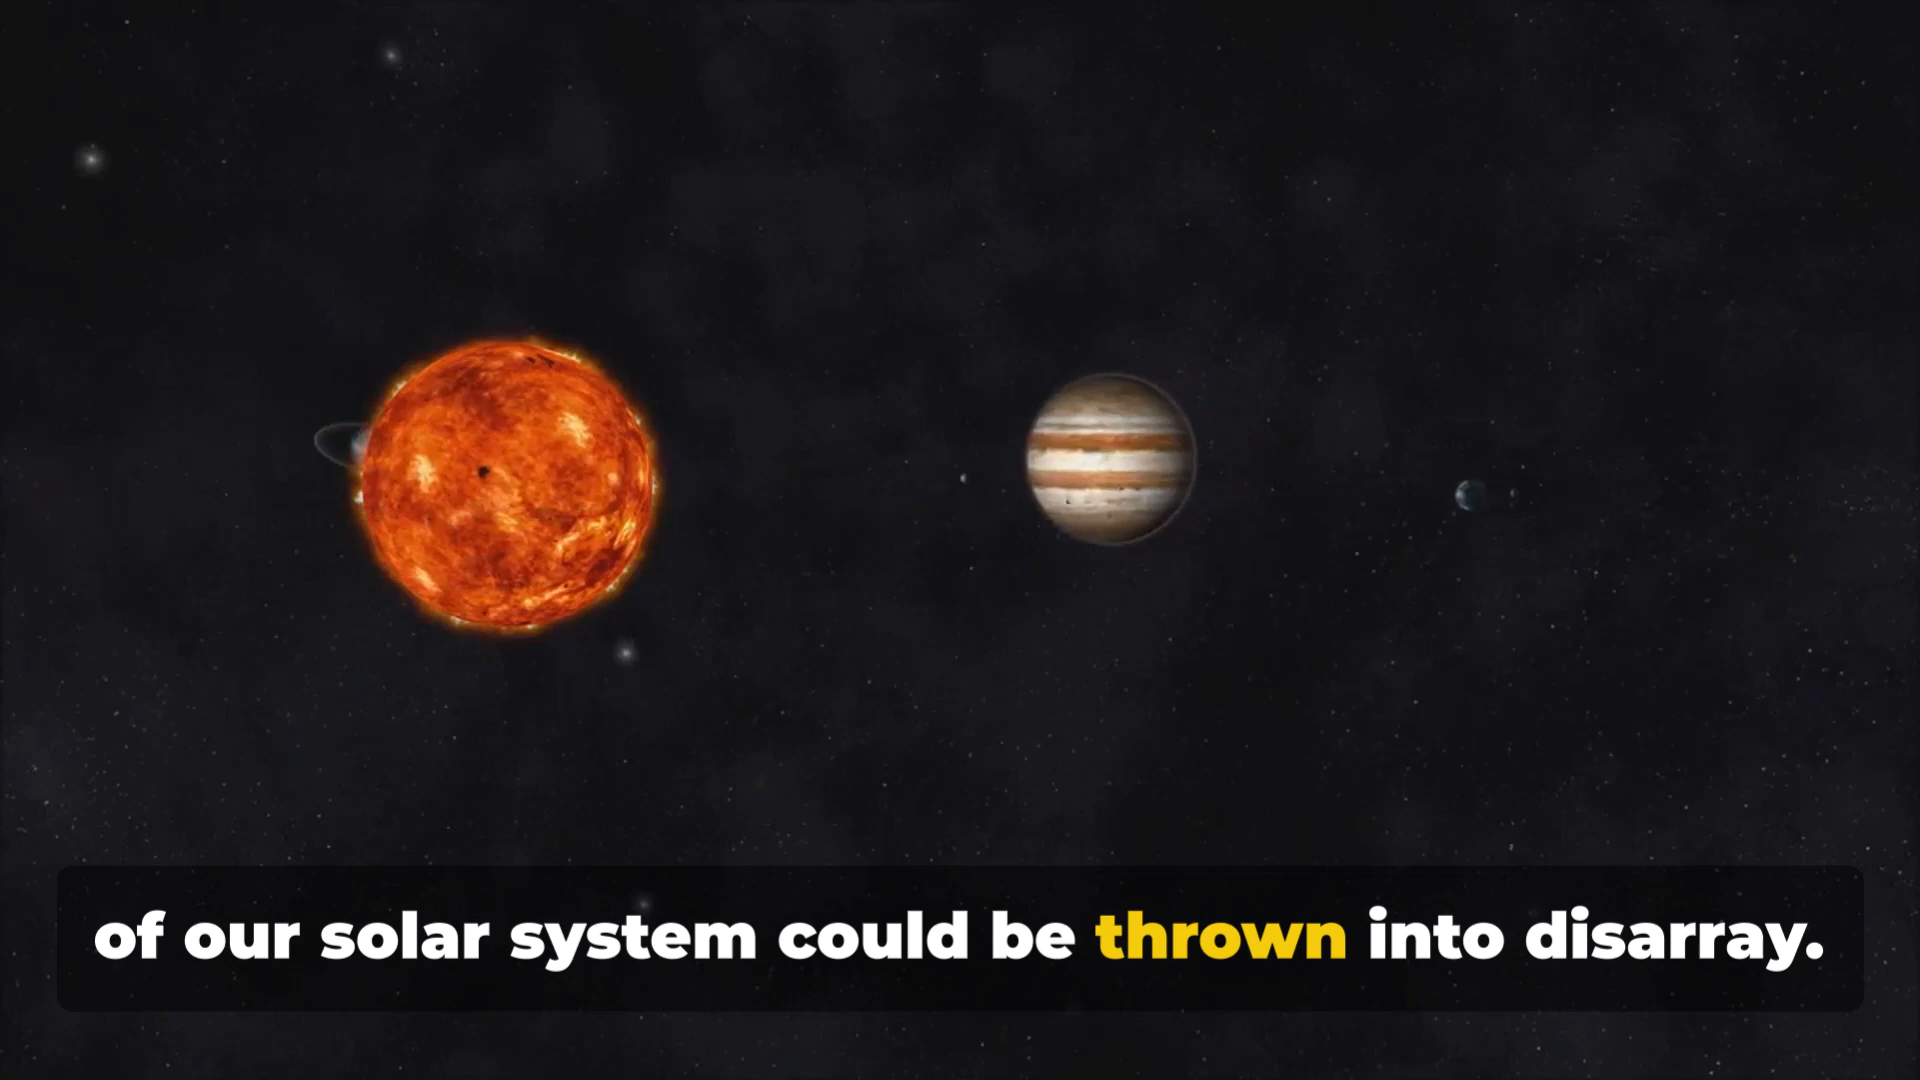 of our solar system could be thrown into disarray.